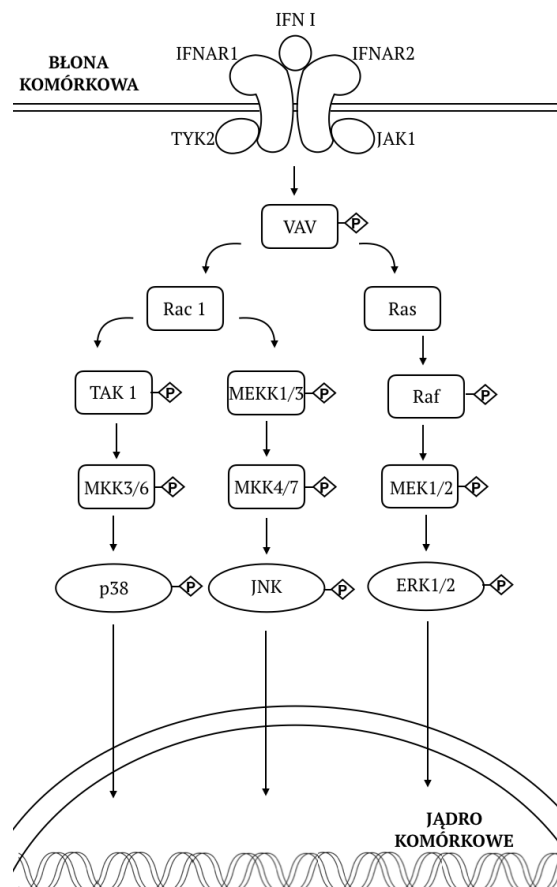 IFN I
IFNAR1
IFNAR2
BŁONA
KOMÓRKOWA
TYK2
JAK1
VAV
P
Rac 1
Ras
TAK 1
P
MEKK1/3
P
Raf
P
MKK3/6
P
MKK4/7
P
MEK1/2
P
p38
P
JNK
P
ERK1/2
P
JĄDRO
KOMÓRKOWE